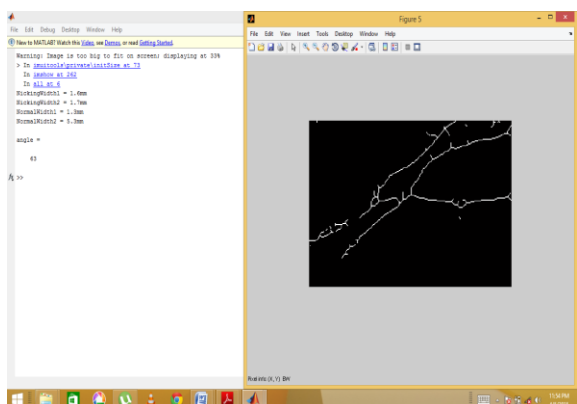 File Edit Debug Desktop Window Help
New to MATLAB? Watch this Video, see Demos, or read Getting Started.
Warning: Image is too big to fit on screen; displaying at 33%
> In imuitools\private\initSize at 73
In imshow at 262
In all at 6
NickingWidth1 = 1.6mm
NickingWidth2 = 1.7mm
NormalWidth1 = 1.3mm
NormalWidth2 = 5.3mm
angle =
63
fx >>
Figure 5
File Edit View Insert Tools Desktop Window Help
Pixel info: (X, Y) BW